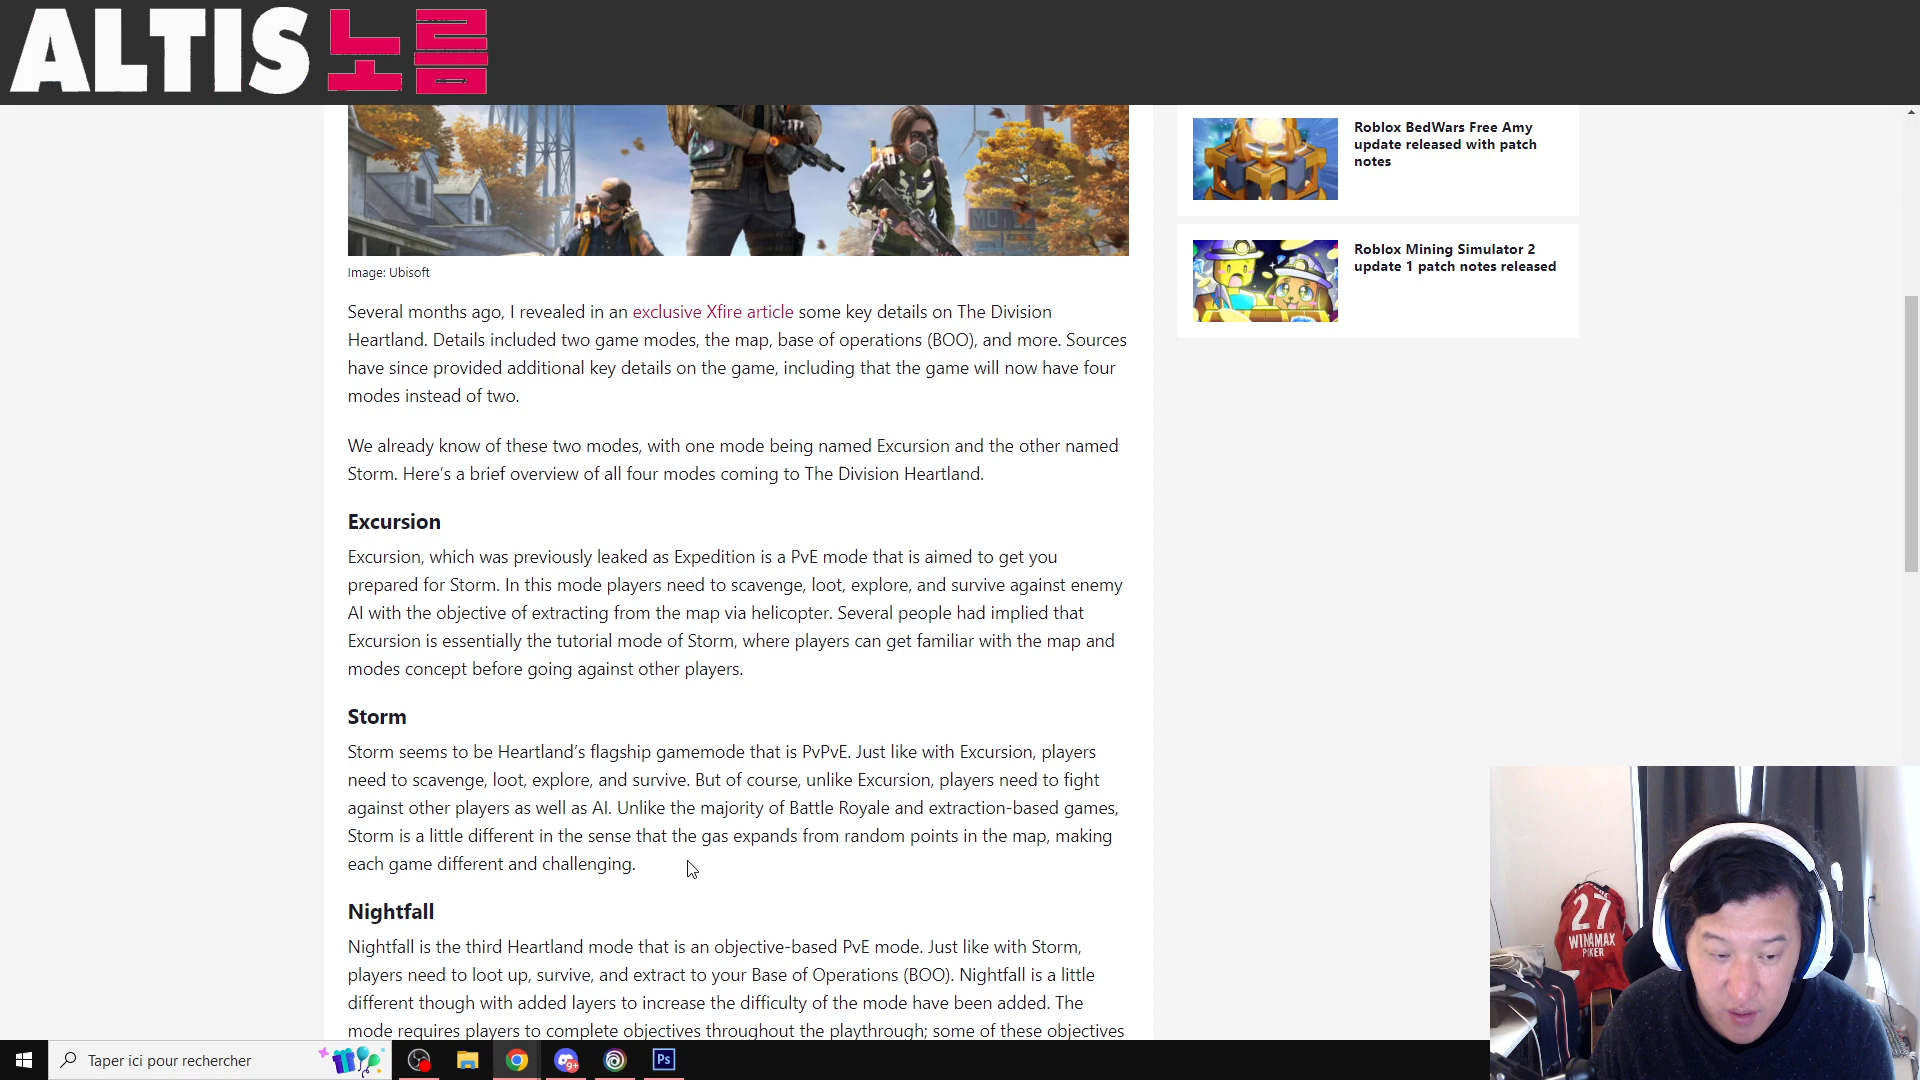 ALTIS 노름
MOT
Image: Ubisoft
Several months ago, I revealed in an exclusive Xfire article some key details on The Division
Heartland. Details included two game modes, the map, base of operations (BOO), and more. Sources
have since provided additional key details on the game, including that the game will now have four
modes instead of two.
We already know of these two modes, with one mode being named Excursion and the other named
Storm. Here’s a brief overview of all four modes coming to The Division Heartland.
Excursion
Excursion, which was previously leaked as Expedition is a PvE mode that is aimed to get you
prepared for Storm. In this mode players need to scavenge, loot, explore, and survive against enemy
AI with the objective of extracting from the map via helicopter. Several people had implied that
Excursion is essentially the tutorial mode of Storm, where players can get familiar with the map and
modes concept before going against other players.
Storm
Storm seems to be Heartland’s flagship gamemode that is PvPvE. Just like with Excursion, players
need to scavenge, loot, explore, and survive. But of course, unlike Excursion, players need to fight
against other players as well as AI. Unlike the majority of Battle Royale and extraction-based games,
Storm is a little different in the sense that the gas expands from random points in the map, making
each game different and challenging.
Nightfall
Nightfall is the third Heartland mode that is an objective-based PvE mode. Just like with Storm,
players need to loot up, survive, and extract to your Base of Operations (BOO). Nightfall is a little
different though with added layers to increase the difficulty of the mode have been added. The
mode requires players to complete objectives throughout the playthrough; some of these objectives
Roblox BedWars Free Amy
update released with patch
notes
Roblox Mining Simulator 2
update 1 patch notes released
27
WINAMAX
POKER
Taper ici pour rechercher
9+
Ps